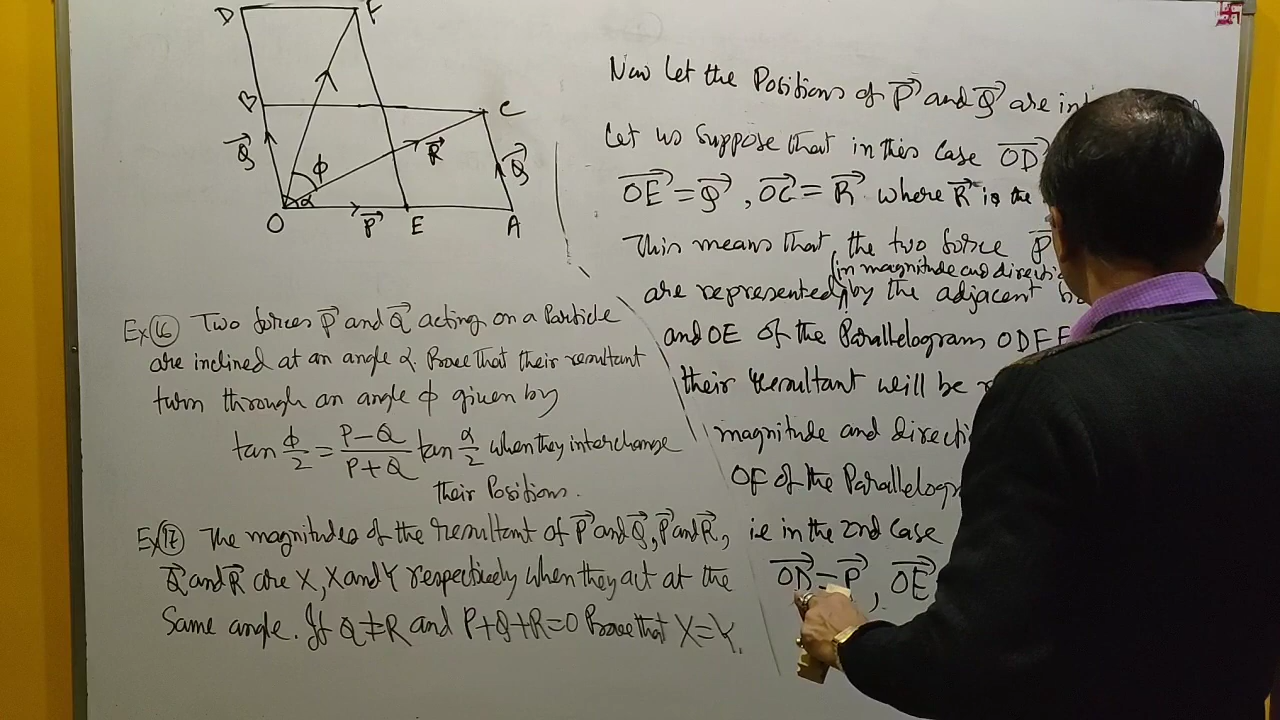 D F
B C
Q⃗ φ R⃗ Q⃗
α
O P⃗ E A
Ex (16) Two forces P⃗ and Q⃗ acting on a Particle
are inclined at an angle α. Prove that their resultant
turn through an angle φ given by
tan φ/2 = P-Q/P+Q tan α/2 when they interchange
their Positions.
Ex (17) The magnitudes of the resultant of P⃗ and Q⃗, P⃗ and R⃗,
Q⃗ and R⃗ are X, X and Y respectively when they act at the
Same angle. If Q ≠ R and P+Q+R=0 Prove that X=Y.
Now let the Positions of P⃗ and Q⃗ are
Let us suppose that in this Case OD⃗
OE⃗ = Q⃗, OC⃗ = R⃗ where R⃗ is the
This means that the two force P⃗
(in magnitude and
are represented by the adjacent
and OE of the Parallelogram ODFE
their resultant will be
magnitude and
OF of the
i.e in the 2nd case
OD⃗ = P⃗, OE⃗